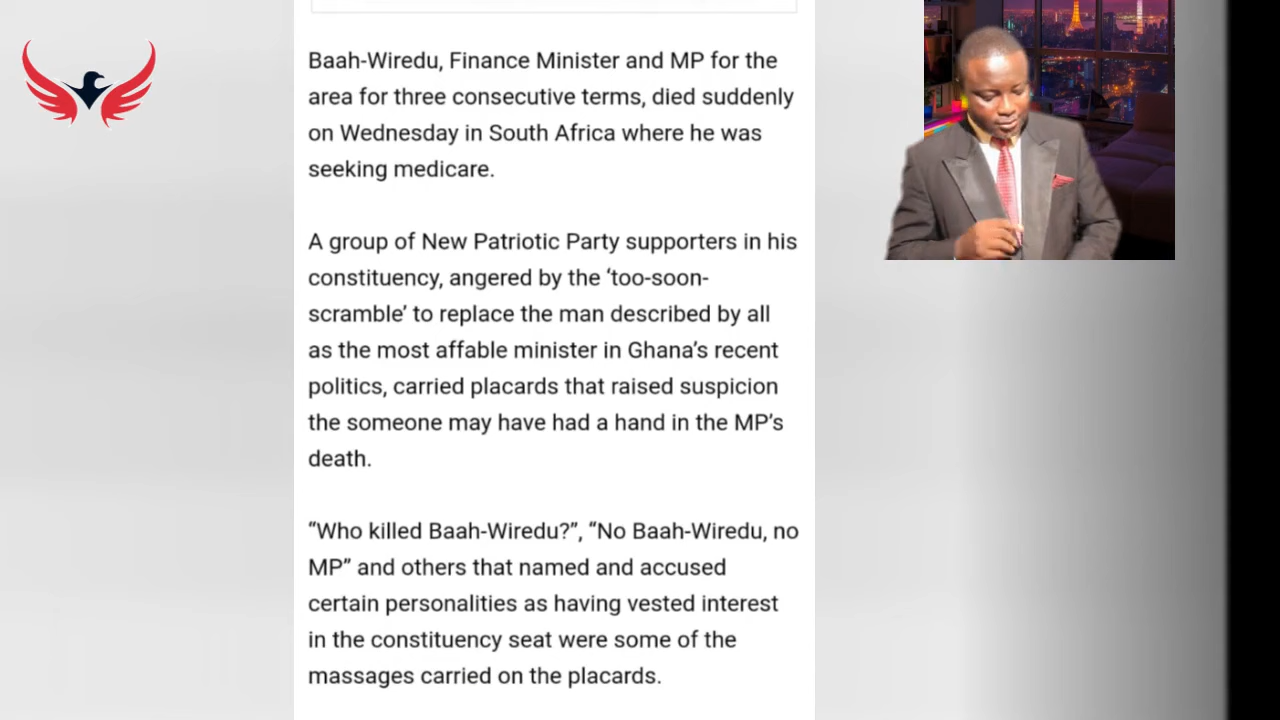 Baah-Wiredu, Finance Minister and MP for the
area for three consecutive terms, died suddenly
on Wednesday in South Africa where he was
seeking medicare.
A group of New Patriotic Party supporters in his
constituency, angered by the ‘too-soon-
scramble’ to replace the man described by all
as the most affable minister in Ghana’s recent
politics, carried placards that raised suspicion
the someone may have had a hand in the MP’s
death.
“Who killed Baah-Wiredu?”, “No Baah-Wiredu, no
MP” and others that named and accused
certain personalities as having vested interest
in the constituency seat were some of the
massages carried on the placards.